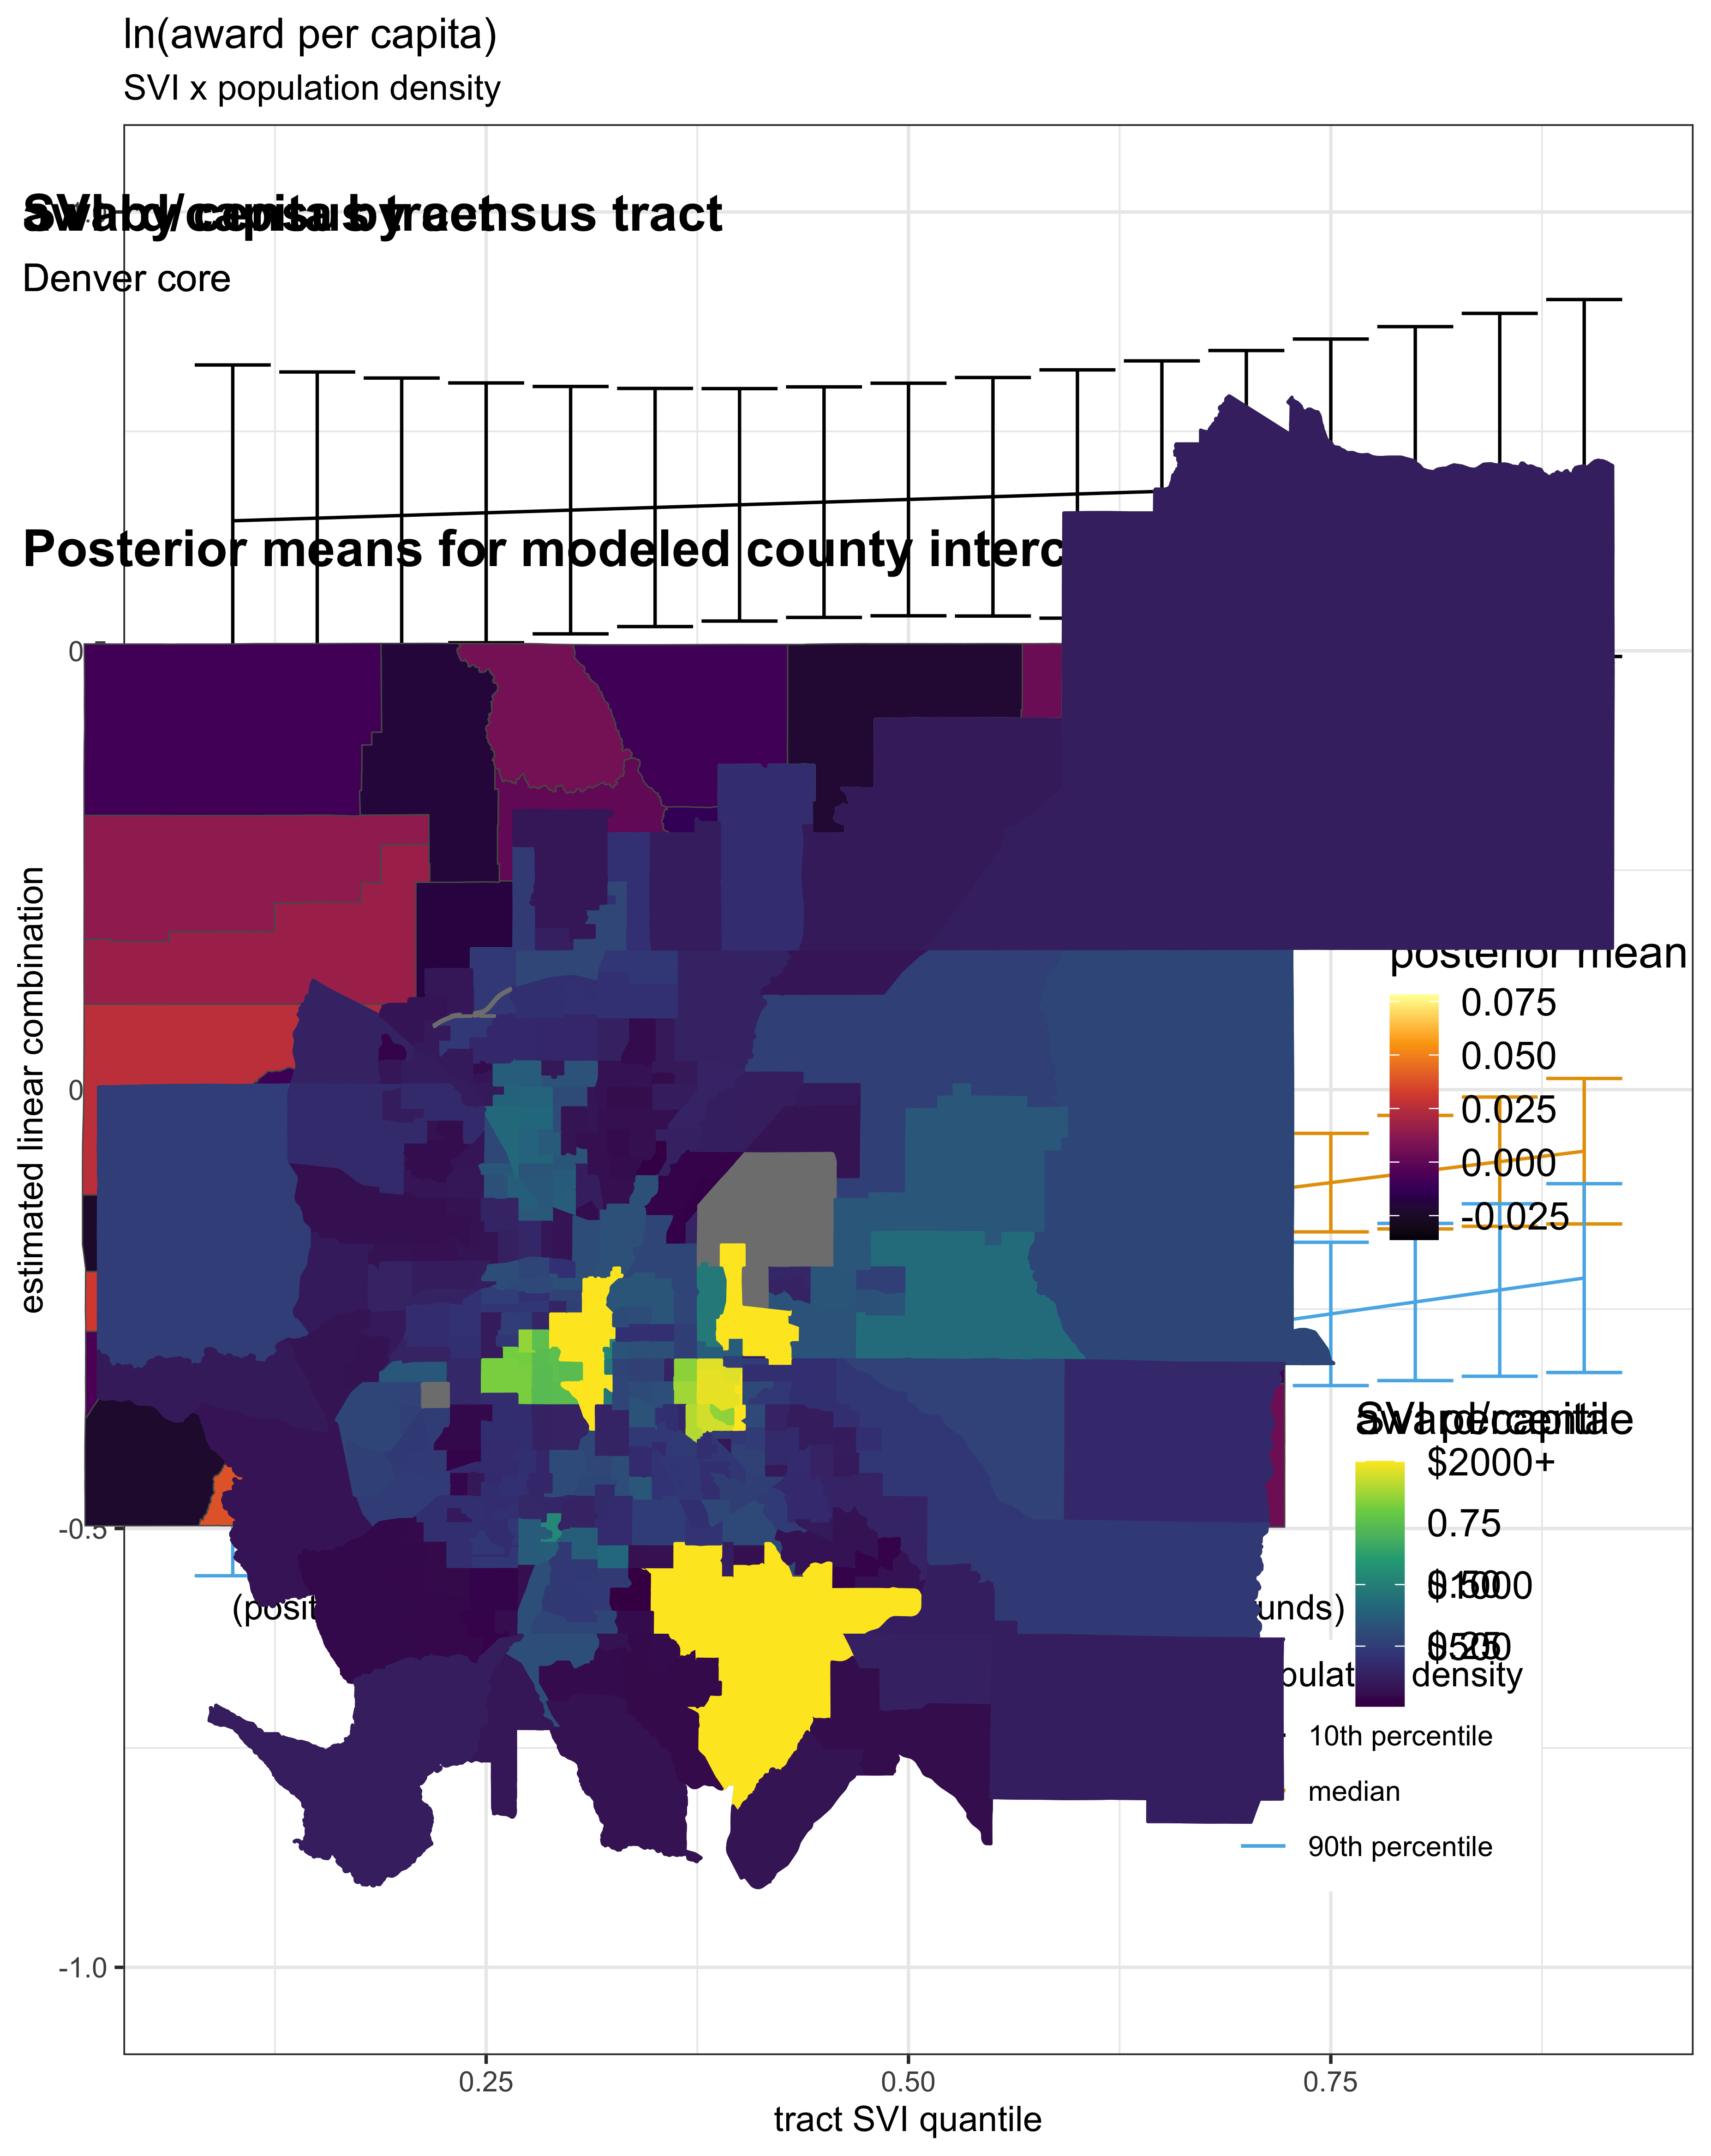 ln(award per capita)
SVI x population density
SVI by census tract
award/capita by tract
Denver core
Posterior means for modeled county interc
0.
estimated linear combination
0
posterior mean
0.075
0.050
0.025
0.000
-0.025
SVI percentile
award/capita
$2000+
0.75
0.50
$1000
0.25
$500
-0.5
(posit
unds)
density
10th percentile
median
90th percentile
-1.0
0.25
0.50
0.75
tract SVI quantile